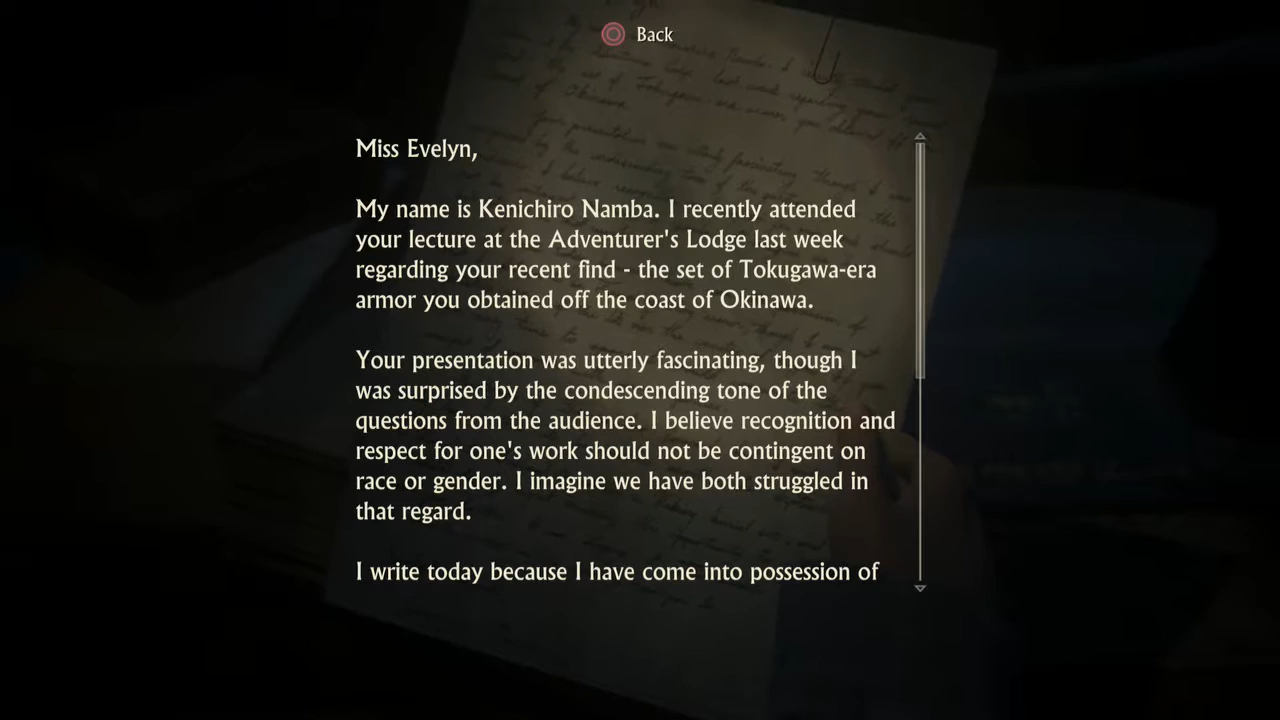 Back
Miss Evelyn,
My name is Kenichiro Namba. I recently attended
your lecture at the Adventurer's Lodge last week
regarding your recent find - the set of Tokugawa-era
armor you obtained off the coast of Okinawa.
Your presentation was utterly fascinating, though I
was surprised by the condescending tone of the
questions from the audience. I believe recognition and
respect for one's work should not be contingent on
race or gender. I imagine we have both struggled in
that regard.
I write today because I have come into possession of